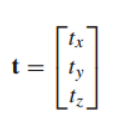 t = [t_x
t_y
t_z]